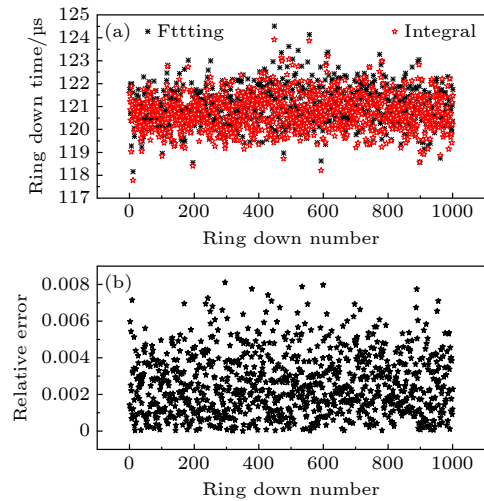 (a) Fttting Integral
Ring down time/μs
125
124
123
122
121
120
119
118
117
0 200 400 600 800 1000
Ring down number
(b)
Relative error
0.008
0.006
0.004
0.002
0
0 200 400 600 800 1000
Ring down number